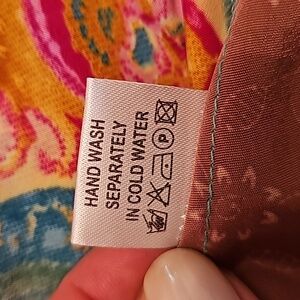 HAND WASH
SEPARATELY
IN COLD WATER
P